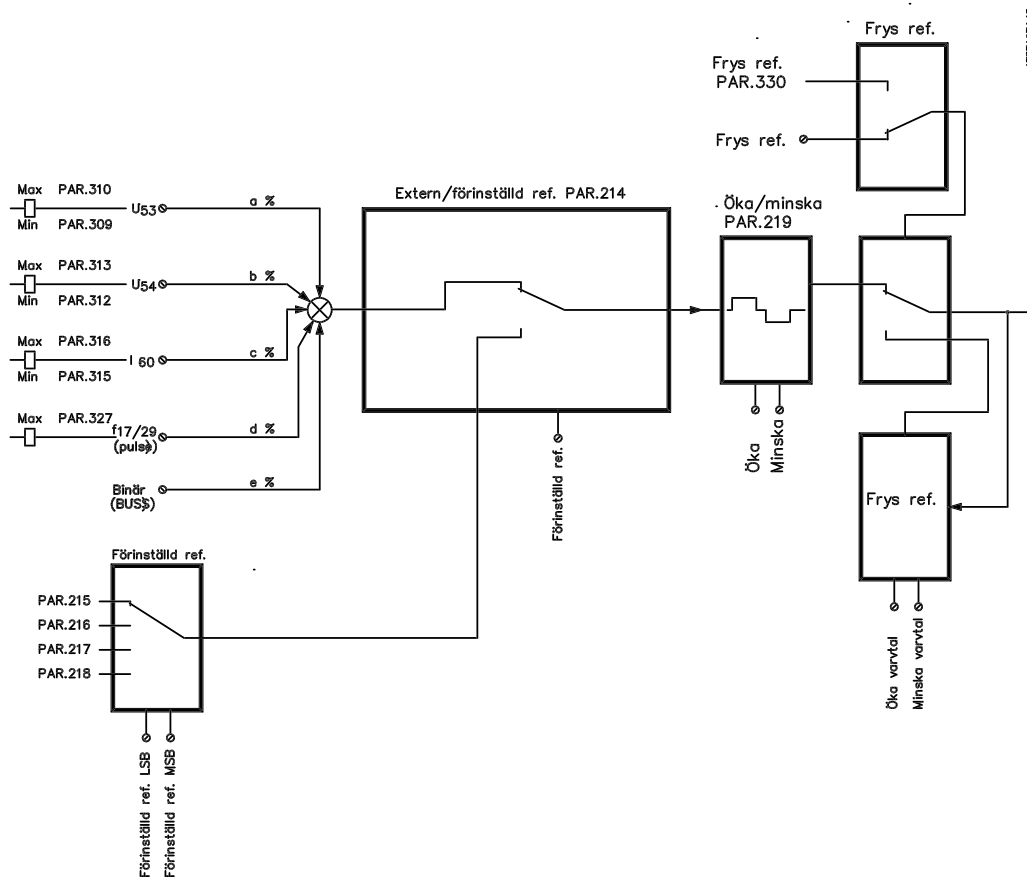 Frys ref.
Frys ref.
PAR.330
Frys ref.
Max PAR.310
U53
a %
Min PAR.309
Extern/förinställd ref. PAR.214
Öka/minska
PAR.219
Max PAR.313
U54
b %
Min PAR.312
Max PAR.316
I 60
c %
Min PAR.315
Max PAR.327
f17/29
(pulse)
d %
Binär
(BUSS)
e %
Förinställd ref.
Öka
Minska
Frys ref.
Öka varvtal
Minska varvtal
Förinställd ref.
PAR.215
PAR.216
PAR.217
PAR.218
Förinställd ref. LSB
Förinställd ref. MSB